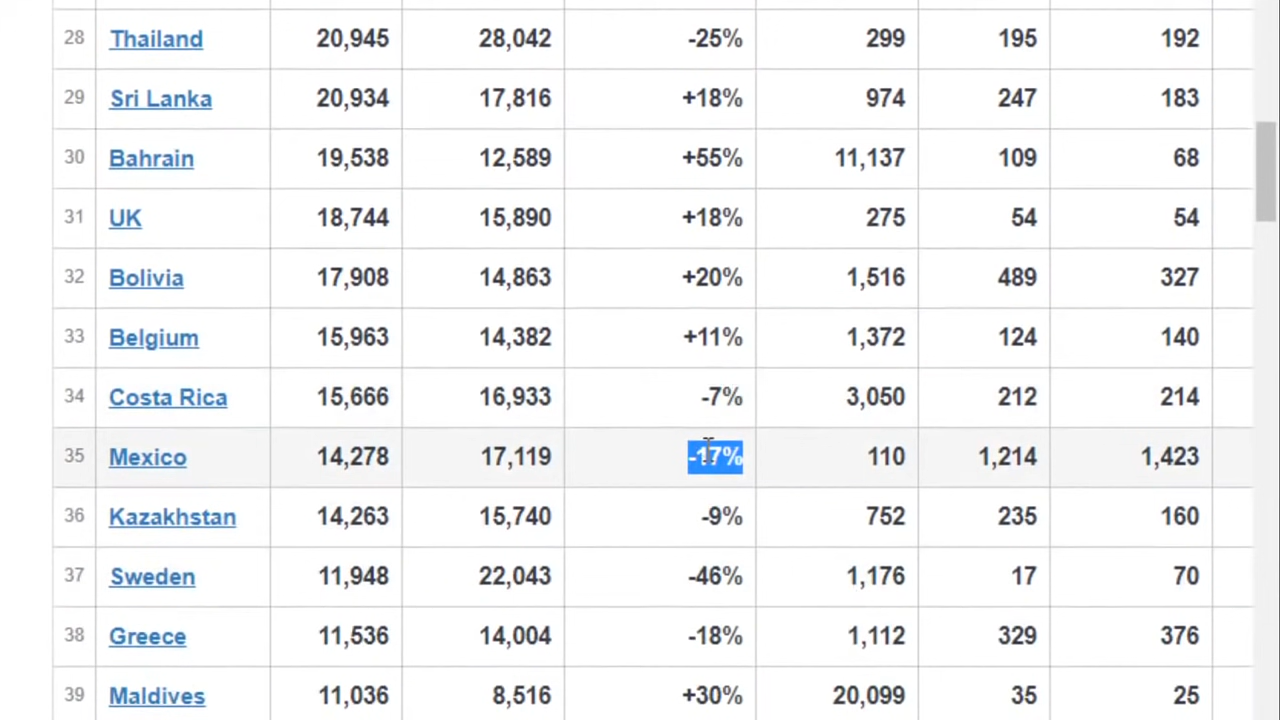 28 Thailand 20,945 28,042 -25% 299 195 192
29 Sri Lanka 20,934 17,816 +18% 974 247 183
30 Bahrain 19,538 12,589 +55% 11,137 109 68
31 UK 18,744 15,890 +18% 275 54 54
32 Bolivia 17,908 14,863 +20% 1,516 489 327
33 Belgium 15,963 14,382 +11% 1,372 124 140
34 Costa Rica 15,666 16,933 -7% 3,050 212 214
35 Mexico 14,278 17,119 -17% 110 1,214 1,423
36 Kazakhstan 14,263 15,740 -9% 752 235 160
37 Sweden 11,948 22,043 -46% 1,176 17 70
38 Greece 11,536 14,004 -18% 1,112 329 376
39 Maldives 11,036 8,516 +30% 20,099 35 25